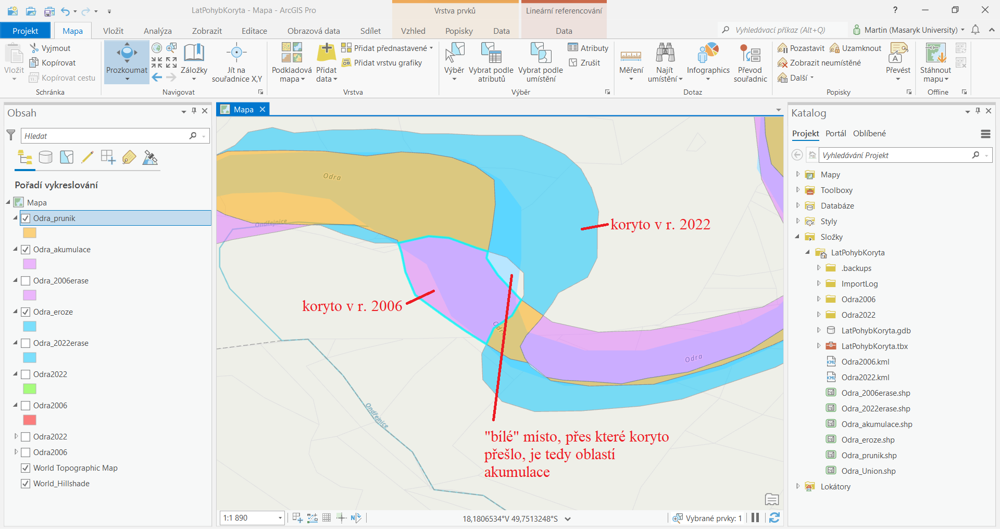 LatPohybKoryta - Mapa - ArcGIS Pro
Vrstva prvků
Lineární referencování
?
Projekt
Mapa
Vložit
Analýza
Zobrazit
Editace
Obrazová data
Sdílet
Vzhled
Popisky
Data
Data
Vyhledávací příkaz (Alt+Q)
Martin (Masaryk University)
Vložit
Vyjmout
Kopírovat
Kopírovat cestu
Schránka
Prozkoumat
Záložky
Jít na
souřadnice X,Y
Navigovat
Podkladová
mapa
Přidat
data
Přidat přednastavené
Přidat vrstvu grafiky
Vrstva
Výběr
Vybrat podle
atributů
Vybrat podle
umístění
Atributy
Zrušit
Výběr
Měření
Najít
umístění
Infographics
Převod
souřadnic
Dotaz
Pozastavit
Uzamknout
Zobrazit neumístěné
Další
Převést
Popisky
Stáhnout
mapu
Offline
Obsah
Hledat
Pořadí vykreslování
Mapa
Odra_prunik
Odra_akumulace
Odra_2006erase
Odra_eroze
Odra_2022erase
Odra2022
Odra2006
Odra2022
Odra2006
World Topographic Map
World_Hillshade
Mapa
Odra
Ondřejnice
koryto v r. 2022
koryto v r. 2006
Odra
Odra
Ondřejnice
"bílé" místo, přes které koryto
přešlo, je tedy oblastí
akumulace
1:1 890
N
18,1806534°V 49,7513248°S
Vybrané prvky: 1
Katalog
Projekt
Portál
Oblíbené
Vyhledávání Projekt
Mapy
Toolboxy
Databáze
Styly
Složky
LatPohybKoryta
.backups
ImportLog
Odra2006
Odra2022
LatPohybKoryta.gdb
LatPohybKoryta.tbx
KML Odra2006.kml
KML Odra2022.kml
Odra_2006erase.shp
Odra_2022erase.shp
Odra_akumulace.shp
Odra_eroze.shp
Odra_prunik.shp
Odra_Union.shp
Lokátory